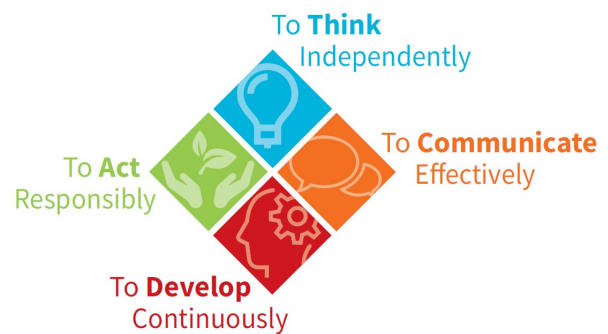 To Think
Independently
To Communicate
Effectively
To Act
Responsibly
To Develop
Continuously